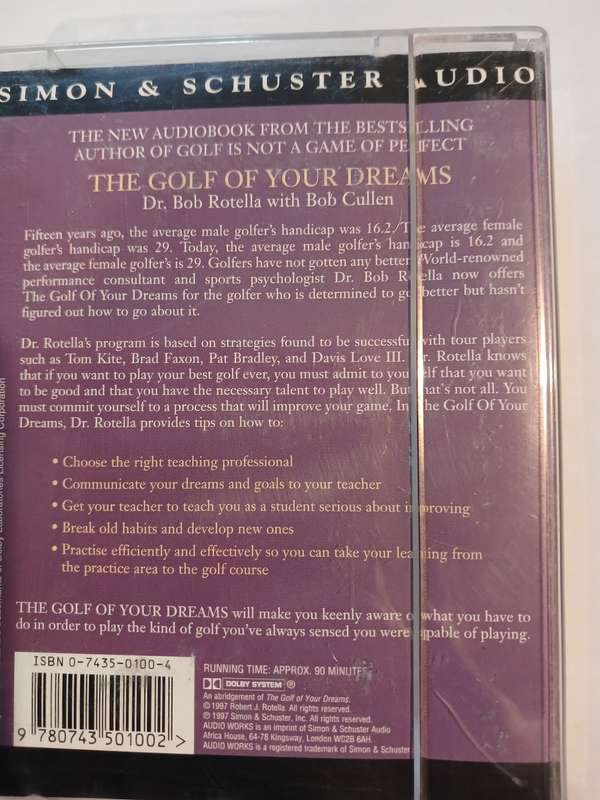 SIMON & SCHUSTER AUDIO
THE NEW AUDIOBOOK FROM THE BESTSELLING
AUTHOR OF GOLF IS NOT A GAME OF PERFECT
THE GOLF OF YOUR DREAMS
Dr. Bob Rotella with Bob Cullen
Fifteen years ago, the average male golfer's handicap was 16.2. The average female
golfer's handicap was 29. Today, the average male golfer's handicap is 16.2 and
the average female golfer's is 29. Golfers have not gotten any better. World-renowned
performance consultant and sports psychologist Dr. Bob Rotella now offers
The Golf Of Your Dreams for the golfer who is determined to get better but hasn't
figured out how to go about it.
Dr. Rotella's program is based on strategies found to be successful with tour players
such as Tom Kite, Brad Faxon, Pat Bradley, and Davis Love III. Dr. Rotella knows
that if you want to play your best golf ever, you must admit to yourself that you want
to be good and that you have the necessary talent to play well. But that's not all. You
must commit yourself to a process that will improve your game. In The Golf Of Your
Dreams, Dr. Rotella provides tips on how to:
• Choose the right teaching professional
• Communicate your dreams and goals to your teacher
• Get your teacher to teach you as a student serious about improving
• Break old habits and develop new ones
• Practise efficiently and effectively so you can take your learning from
the practice area to the golf course
THE GOLF OF YOUR DREAMS will make you keenly aware of what you have to
do in order to play the kind of golf you've always sensed you were capable of playing.
ISBN 0-7435-0100-4
9 780743 501002 >
RUNNING TIME: APPROX. 90 MINUTES
DOLBY SYSTEM ®
An abridgement of The Golf of Your Dreams.
© 1997 Robert J. Rotella. All rights reserved.
℗ 1997 Simon & Schuster, Inc. All rights reserved.
AUDIO WORKS is an imprint of Simon & Schuster Audio
Africa House, 64-78 Kingsway, London WC2B 6AH.
AUDIO WORKS is a registered trademark of Simon & Schuster
Dolby Laboratories Licensing Corporation